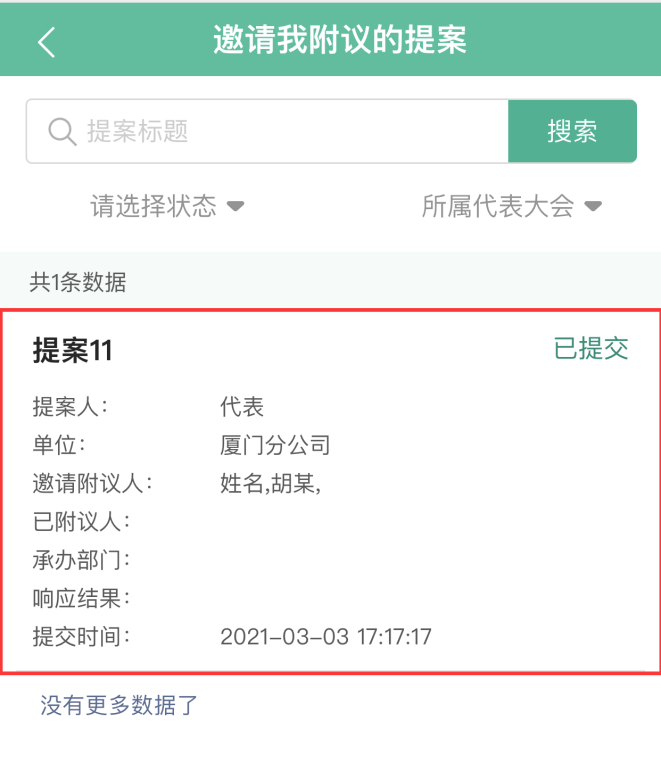 邀请我附议的提案
提案标题 搜索
请选择状态 所属代表大会
共1条数据
提案11 已提交
提案人： 代表
单位： 厦门分公司
邀请附议人： 姓名,胡某,
已附议人：
承办部门：
响应结果：
提交时间： 2021-03-03 17:17:17
没有更多数据了